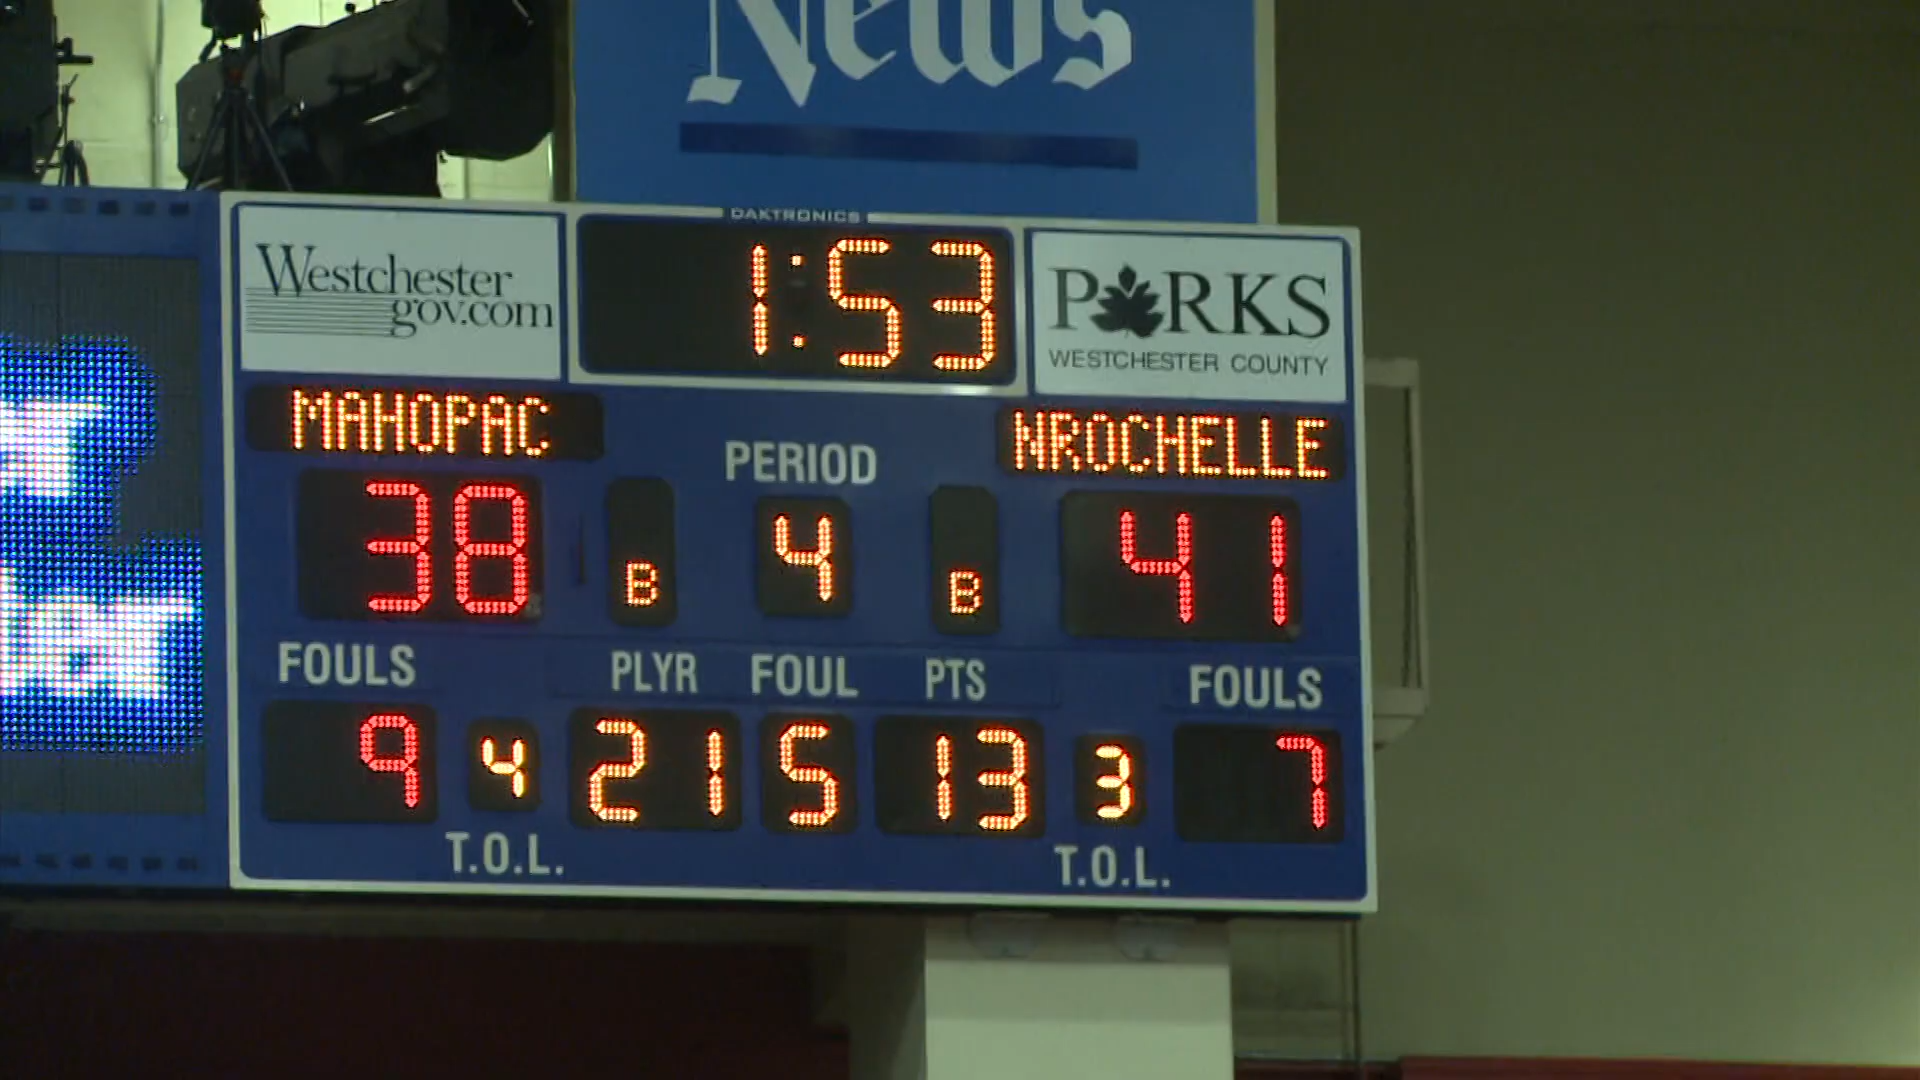 News
DAKTRONICS
Westchester
gov.com
1:53
PARKS
WESTCHESTER COUNTY
MAHOPAC
PERIOD
NROCHELLE
38 B 4 B 41
FOULS PLYR FOUL PTS FOULS
9 4 21 5 13 3 7
T.O.L. T.O.L.